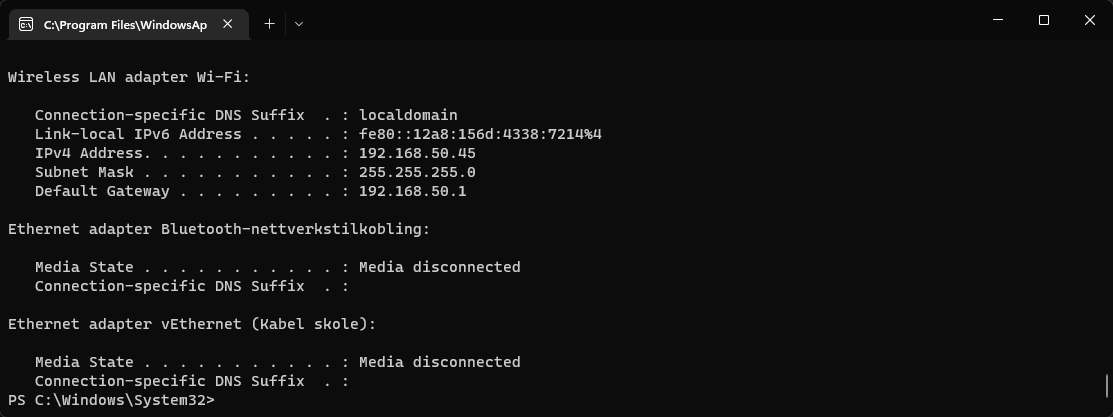 C:\Program Files\WindowsAp
Wireless LAN adapter Wi-Fi:
   Connection-specific DNS Suffix  . : localdomain
   Link-local IPv6 Address . . . . . : fe80::12a8:156d:4338:7214%4
   IPv4 Address. . . . . . . . . . . : 192.168.50.45
   Subnet Mask . . . . . . . . . . . : 255.255.255.0
   Default Gateway . . . . . . . . . : 192.168.50.1
Ethernet adapter Bluetooth-nettverkstilkobling:
   Media State . . . . . . . . . . . : Media disconnected
   Connection-specific DNS Suffix  . :
Ethernet adapter vEthernet (Kabel skole):
   Media State . . . . . . . . . . . : Media disconnected
   Connection-specific DNS Suffix  . :
PS C:\Windows\System32>